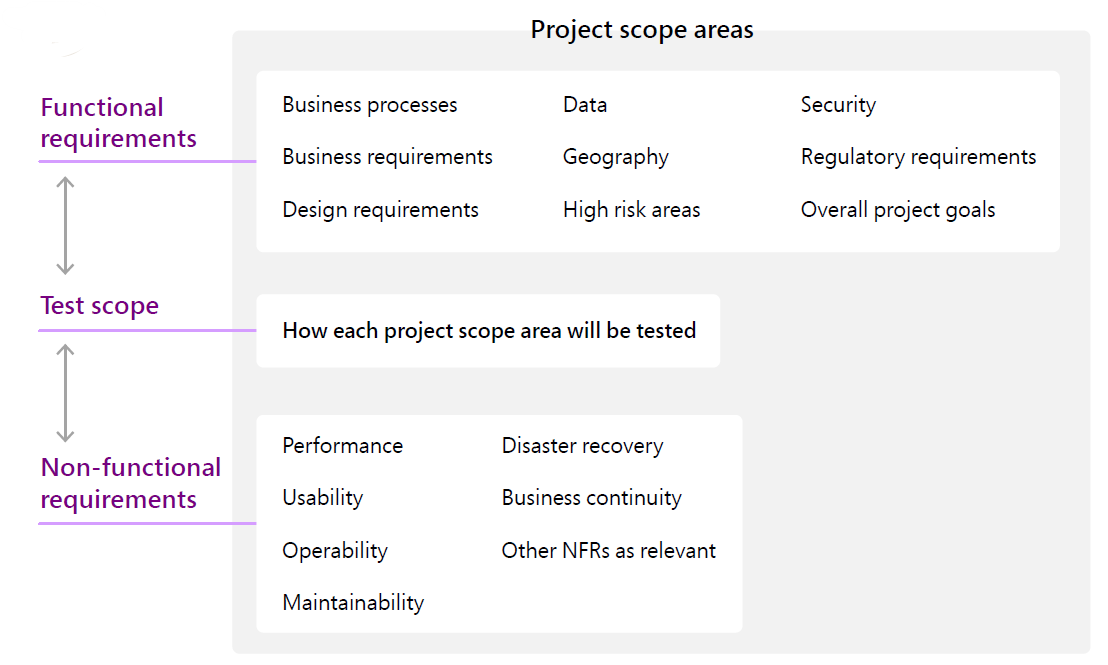 Project scope areas
Functional
requirements
Business processes
Data
Security
Business requirements
Geography
Regulatory requirements
Design requirements
High risk areas
Overall project goals
Test scope
How each project scope area will be tested
Non-functional
requirements
Performance
Disaster recovery
Usability
Business continuity
Operability
Other NFRs as relevant
Maintainability